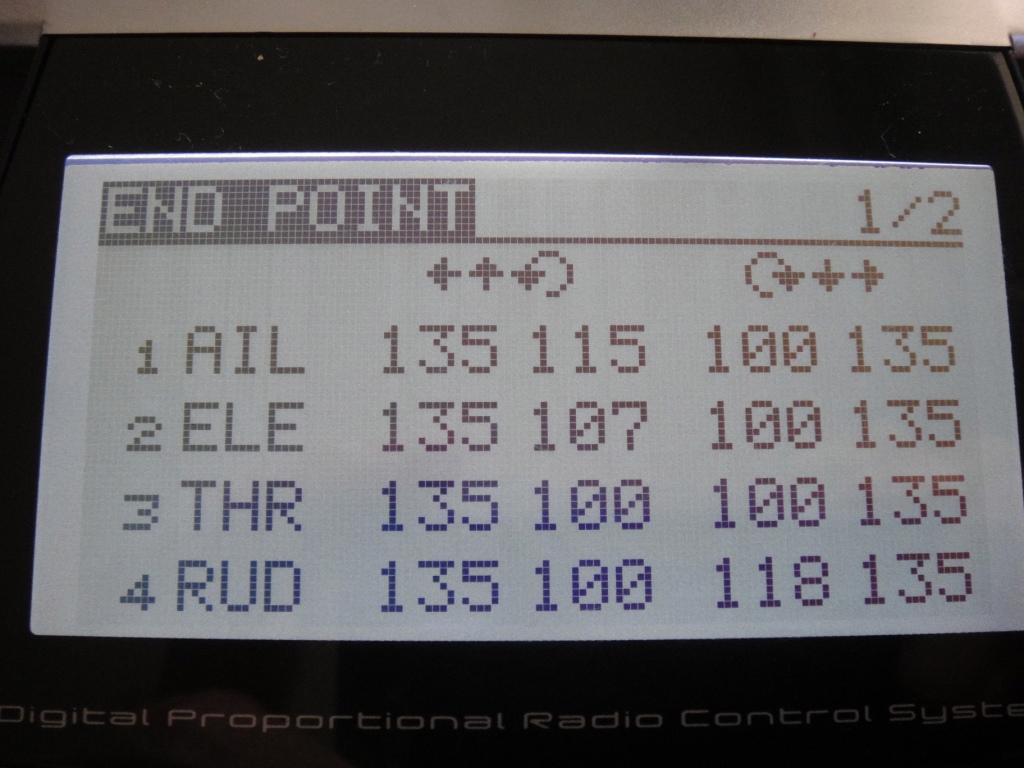 END POINT 1/2
←↑↶ ↷↓→
1 AIL 135 115 100 135
2 ELE 135 107 100 135
3 THR 135 100 100 135
4 RUD 135 100 118 135
Digital Proportional Radio Control Syste